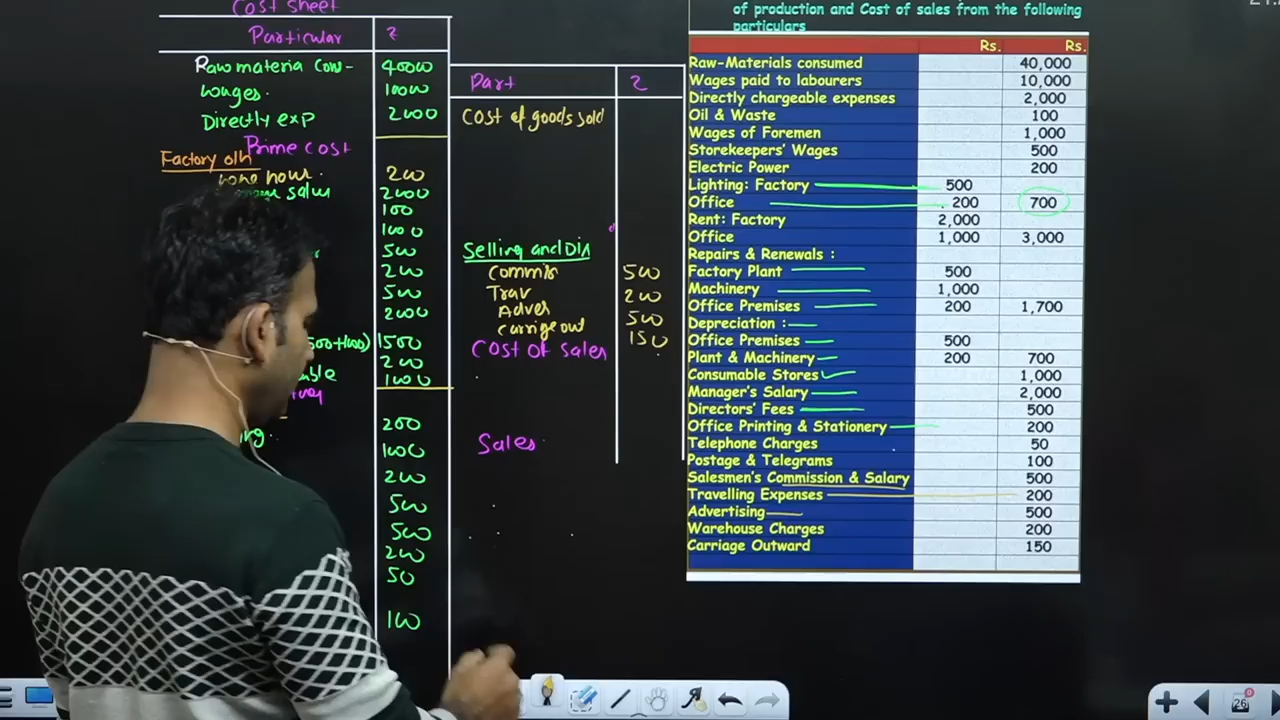 Cost Sheet
Particular ₹
Raw materia Con- 40000
Wages. 10000
Directly exp 2000
Prime Cost
Factory o/h
200
2000
100
1000
500
200
500
2000
1500
200
1000
200
1000
200
500
500
200
50
100
Part ₹
Cost of goods sold
Selling and Dis
Commis 500
Trav 200
Adver 500
Carrige out 150
Cost of Sales
Sales
of production and Cost of sales from the following
particulars
Rs. Rs.
Raw-Materials consumed 40,000
Wages paid to labourers 10,000
Directly chargeable expenses 2,000
Oil & Waste 100
Wages of Foremen 1,000
Storekeepers' Wages 500
Electric Power 200
Lighting: Factory 500
Office 200 700
Rent: Factory 2,000
Office 1,000 3,000
Repairs & Renewals :
Factory Plant 500
Machinery 1,000
Office Premises 200 1,700
Depreciation :
Office Premises 500
Plant & Machinery 200 700
Consumable Stores 1,000
Manager's Salary 2,000
Directors' Fees 500
Office Printing & Stationery 200
Telephone Charges 50
Postage & Telegrams 100
Salesmen's Commission & Salary 500
Travelling Expenses 200
Advertising 500
Warehouse Charges 200
Carriage Outward 150
26